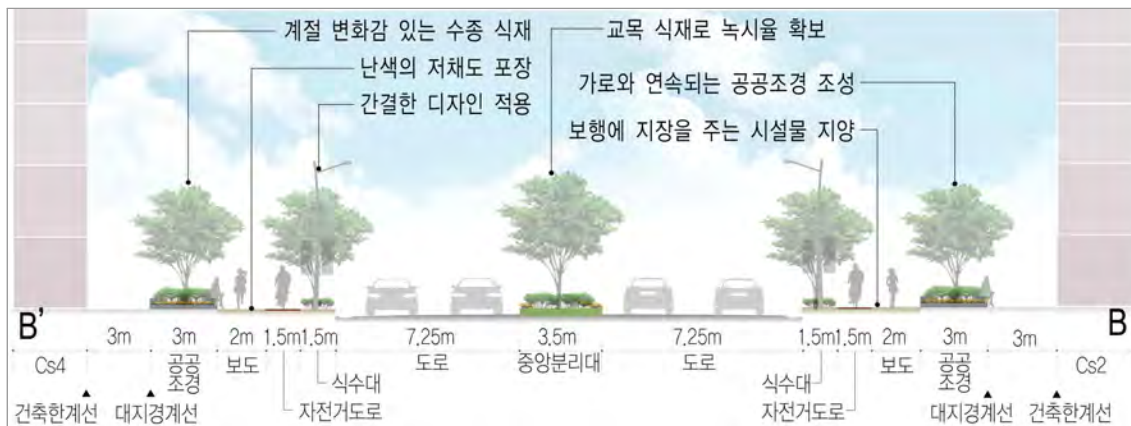 계절 변화감 있는 수종 식재
교목 식재로 녹시율 확보
난색의 저채도 포장
가로와 연속되는 공공조경 조성
간결한 디자인 적용
보행에 지장을 주는 시설물 지양
B' B
3m 3m 2m 1.5m 1.5m 7.25m 3.5m 7.25m 1.5m 1.5m 2m 3m 3m
Cs4 공공 보도 도로 중앙분리대 도로 보도 공공 Cs2
조경 식수대 식수대 조경
건축한계선 대지경계선 자전거도로 자전거도로 대지경계선 건축한계선